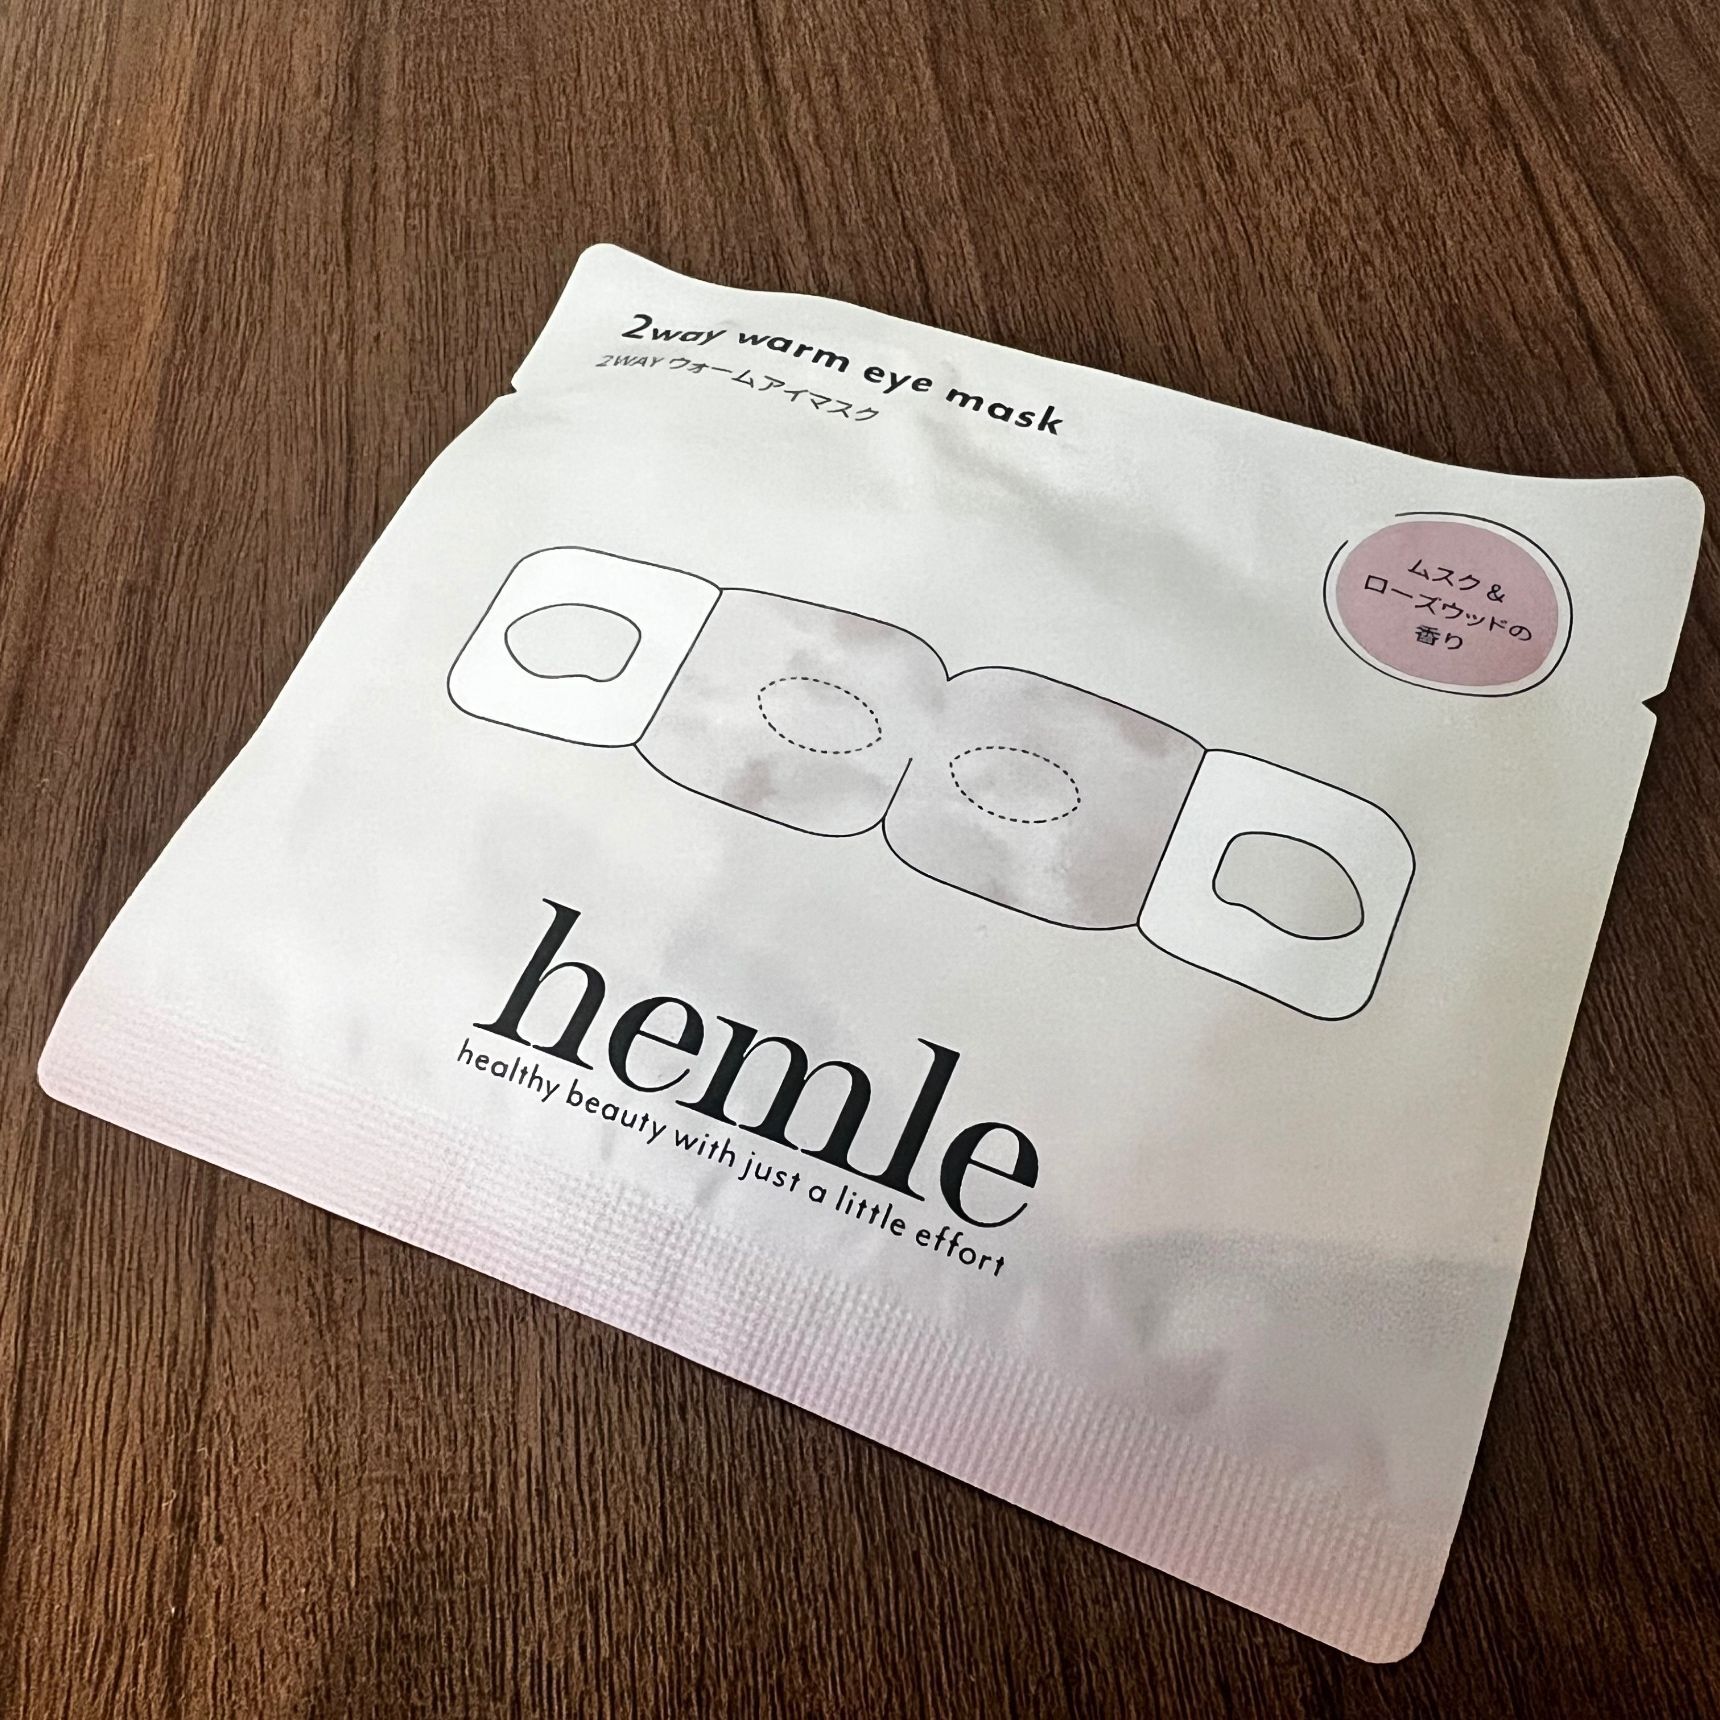 2way warm eye mask
2WAY ウォームアイマスク
ムスク &
ローズウッドの
香り
hemle
healthy beauty with just a little effort